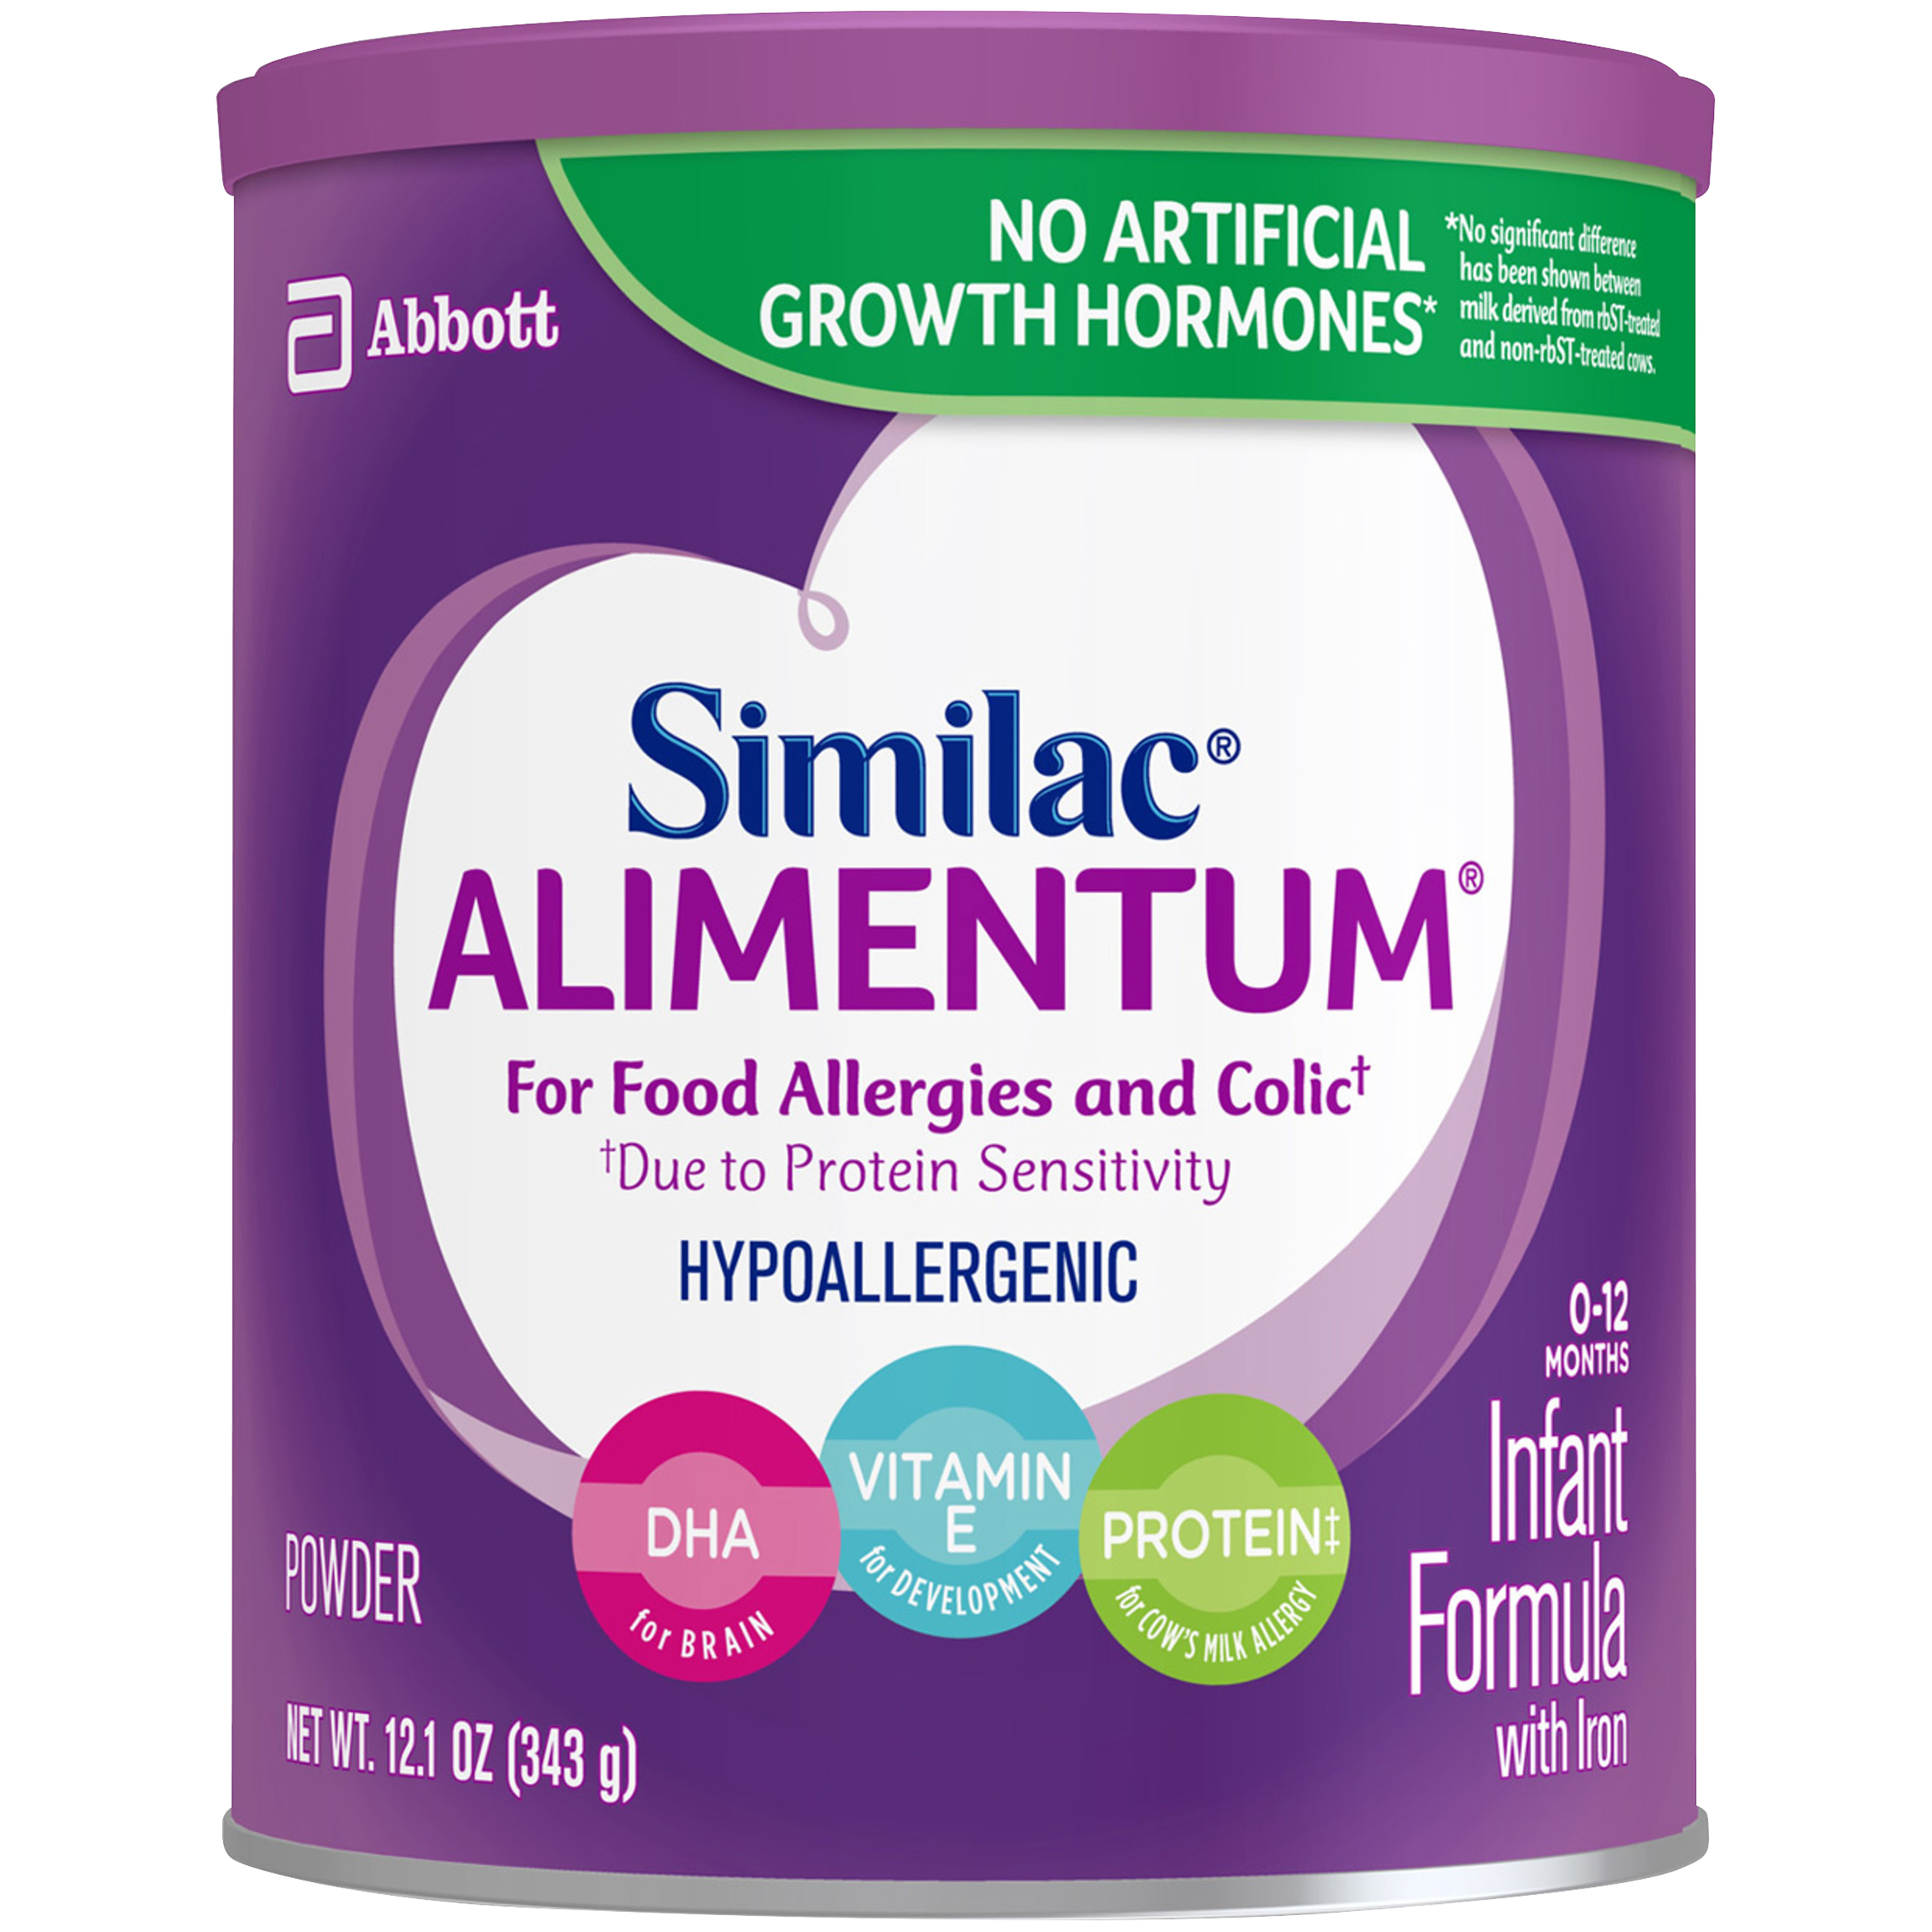 NO ARTIFICIAL
GROWTH HORMONES*
*No significant difference
has been shown between
milk derived from rbST-treated
and non-rbST-treated cows.
Abbott
Similac®
ALIMENTUM®
For Food Allergies and Colic†
†Due to Protein Sensitivity
HYPOALLERGENIC
DHA
for BRAIN
VITAMIN
E
for DEVELOPMENT
PROTEIN‡
for COW'S MILK ALLERGY
0-12
MONTHS
Infant
Formula
with Iron
POWDER
NET WT. 12.1 OZ (343 g)